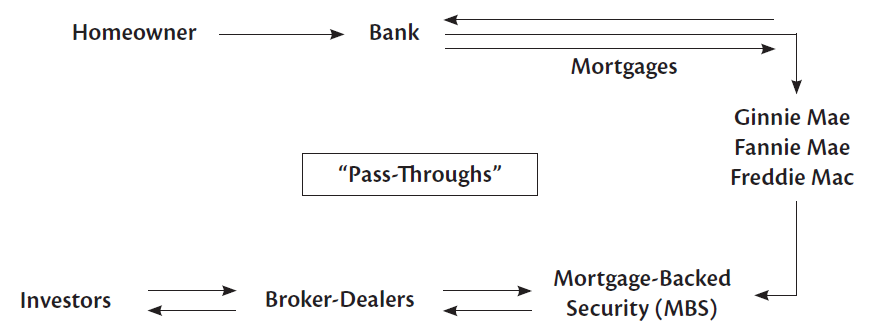 Homeowner
Bank
Mortgages
Ginnie Mae
Fannie Mae
Freddie Mac
“Pass-Throughs”
Mortgage-Backed
Security (MBS)
Broker-Dealers
Investors